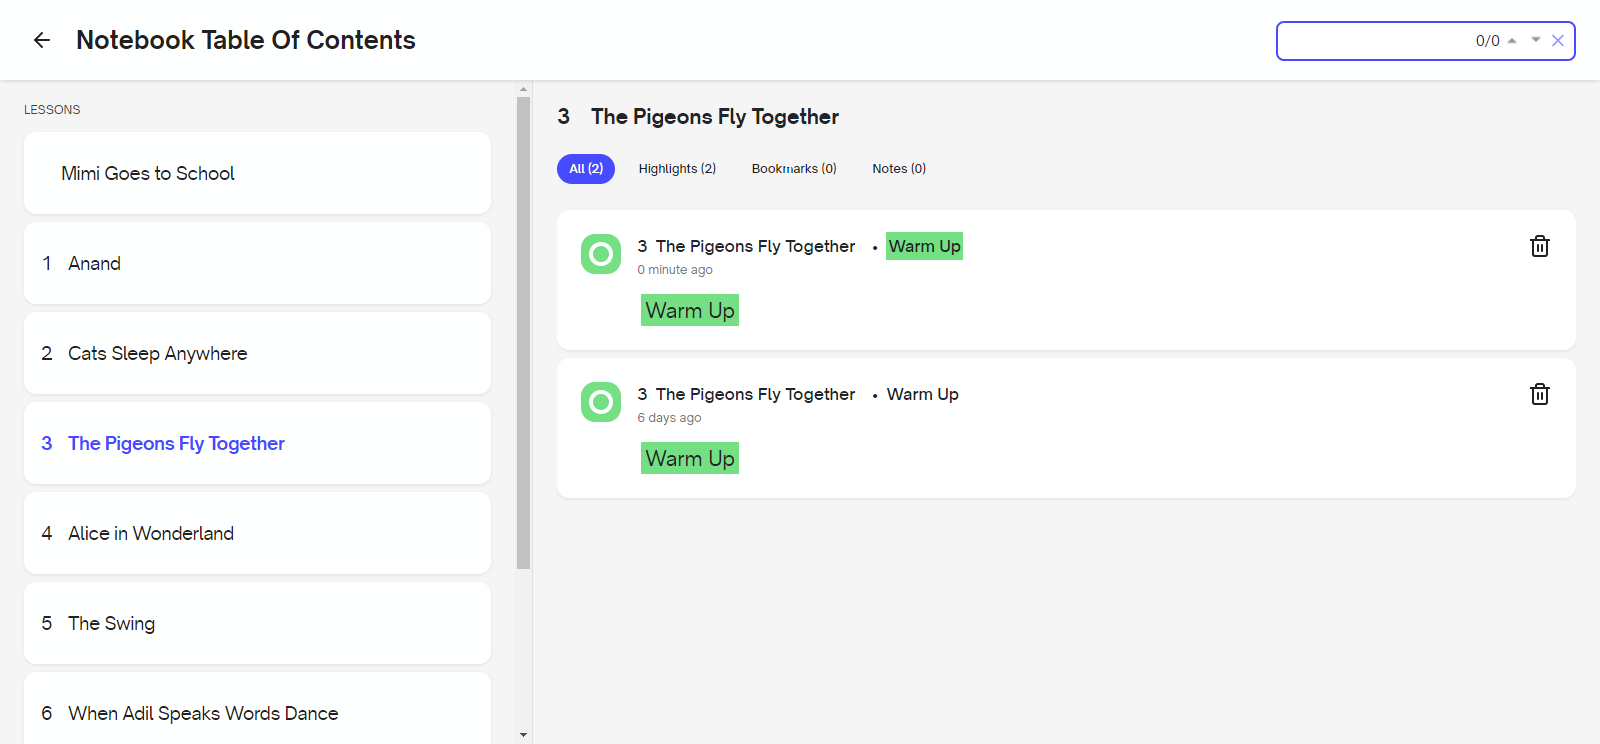 Notebook Table Of Contents
0/0
LESSONS
Mimi Goes to School
1 Anand
2 Cats Sleep Anywhere
3 The Pigeons Fly Together
4 Alice in Wonderland
5 The Swing
6 When Adil Speaks Words Dance
3 The Pigeons Fly Together
All (2) Highlights (2) Bookmarks (0) Notes (0)
3 The Pigeons Fly Together • Warm Up
0 minute ago
Warm Up
3 The Pigeons Fly Together • Warm Up
6 days ago
Warm Up